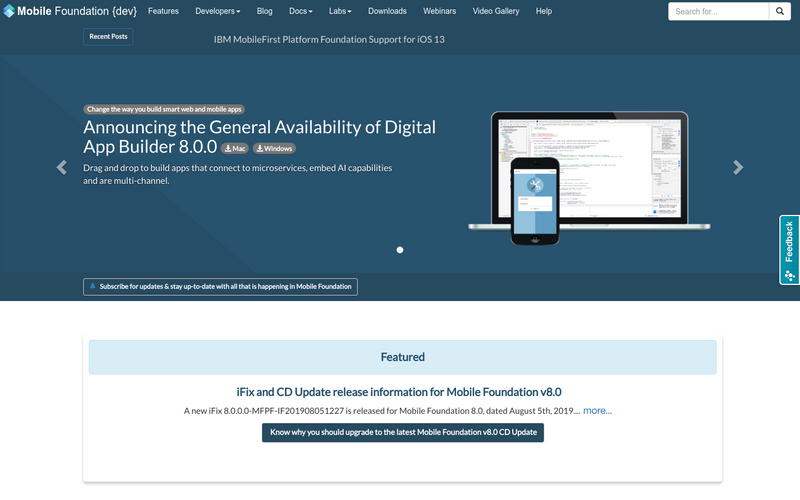 Mobile Foundation {dev} Features Developers Blog Docs Labs Downloads Webinars Video Gallery Help Search for...
Recent Posts IBM MobileFirst Platform Foundation Support for iOS 13
Change the way you build smart web and mobile apps
Announcing the General Availability of Digital
App Builder 8.0.0 Mac Windows
Drag and drop to build apps that connect to microservices, embed AI capabilities
and are multi-channel.
Feedback
Subscribe for updates & stay up-to-date with all that is happening in Mobile Foundation
Featured
iFix and CD Update release information for Mobile Foundation v8.0
A new iFix 8.0.0.0-MFPF-IF201908051227 is released for Mobile Foundation 8.0, dated August 5th, 2019.... more...
Know why you should upgrade to the latest Mobile Foundation v8.0 CD Update